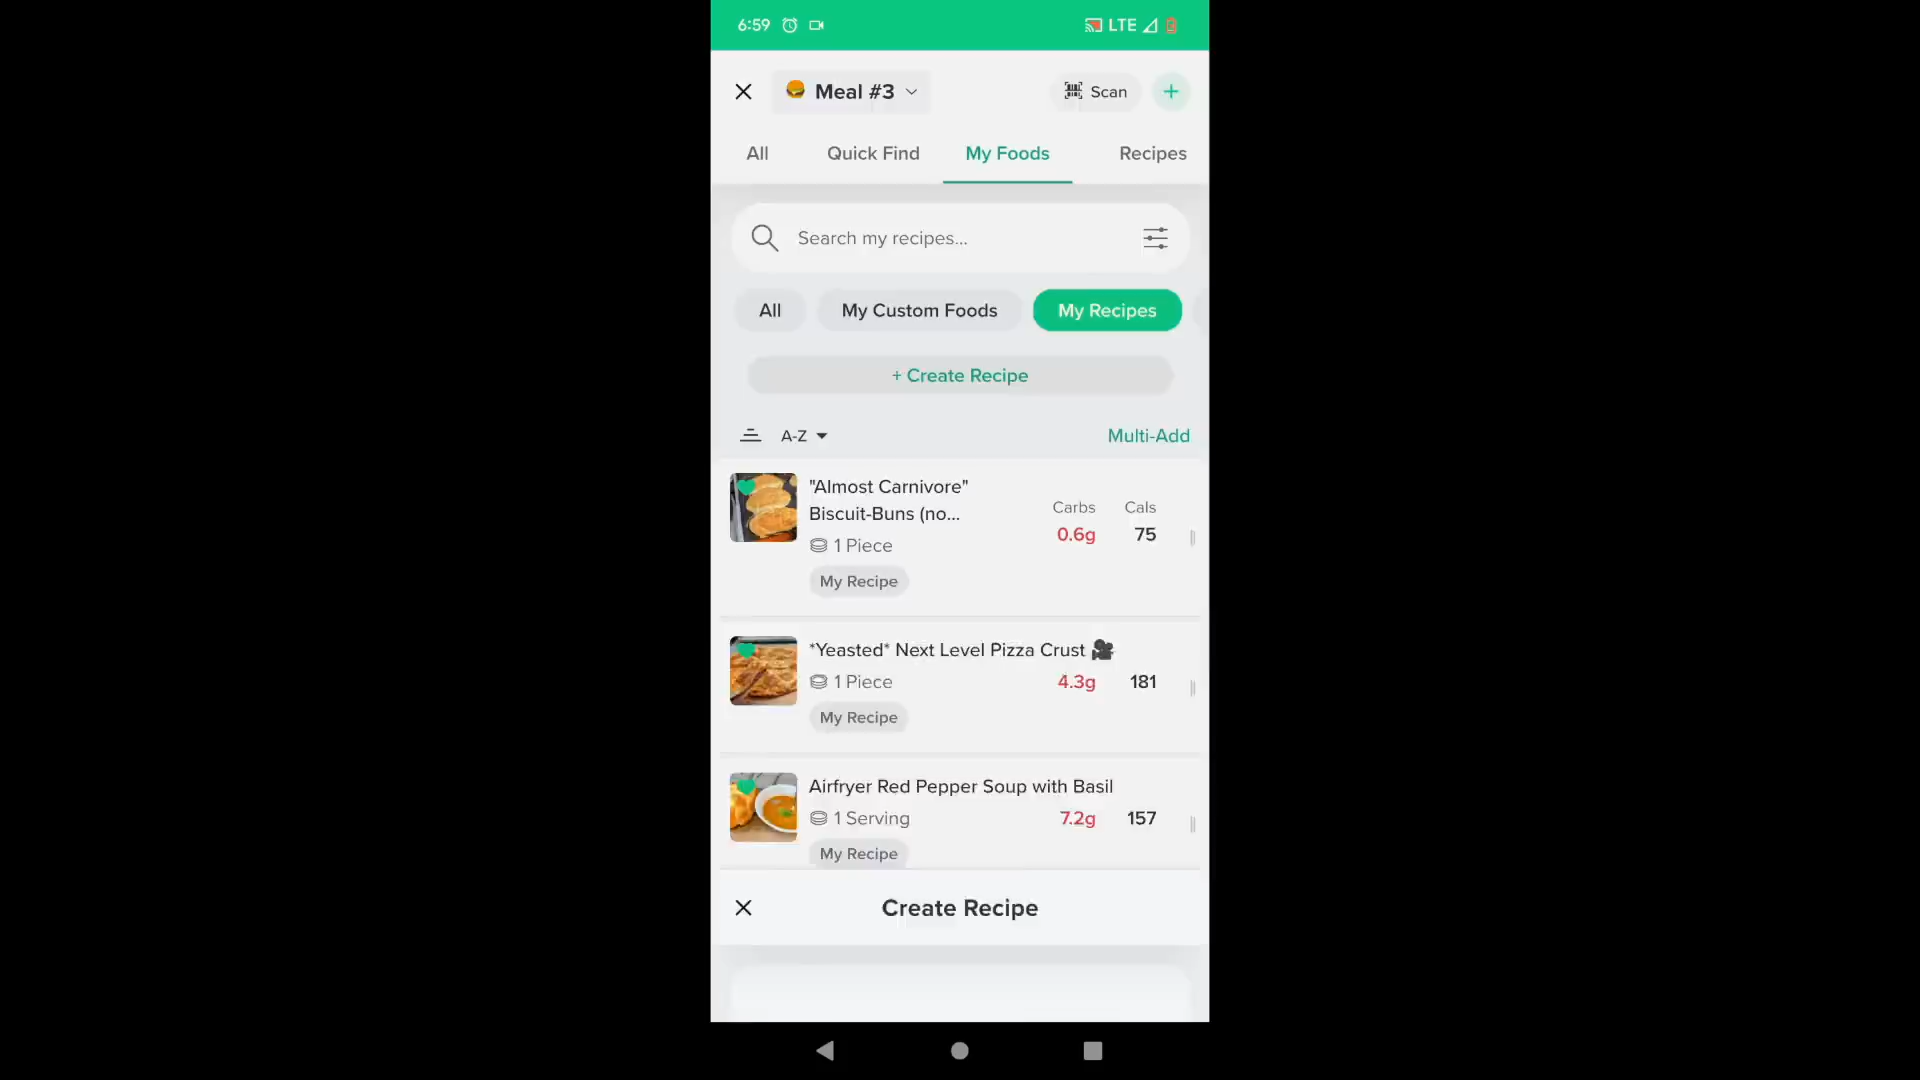 6:59 LTE
Meal #3 Scan
All Quick Find My Foods Recipes
Search my recipes...
All My Custom Foods My Recipes
+ Create Recipe
A-Z Multi-Add
"Almost Carnivore"
Biscuit-Buns (no...
Carbs Cals
0.6g 75
1 Piece
My Recipe
*Yeasted* Next Level Pizza Crust 🎥
1 Piece 4.3g 181
My Recipe
Airfryer Red Pepper Soup with Basil
1 Serving 7.2g 157
My Recipe
Create Recipe